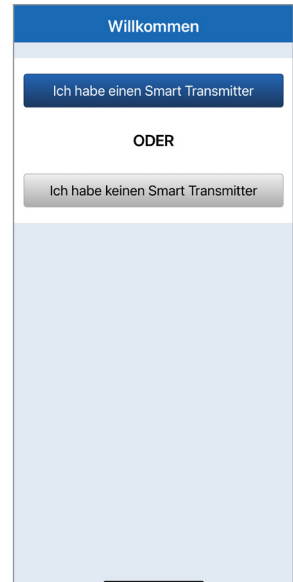 Willkommen
Ich habe einen Smart Transmitter
ODER
Ich habe keinen Smart Transmitter